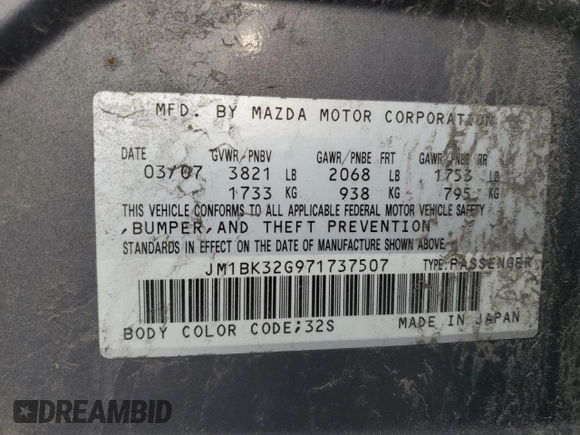 MFD. BY MAZDA MOTOR CORPORATION
DATE GVWR/PNBV GAWR/PNBE FRT GAWR/PNBE RR
03/07 3821 LB 2068 LB 1753 LB
1733 KG 938 KG 795 KG
THIS VEHICLE CONFORMS TO ALL APPLICABLE FEDERAL MOTOR VEHICLE SAFETY
,BUMPER,AND THEFT PREVENTION
STANDARDS IN EFFECT ON THE DATE OF MANUFACTURE SHOWN ABOVE.
JM1BK32G971737507 TYPE:PASSENGER
BODY COLOR CODE;32S MADE IN JAPAN
DREAMBID